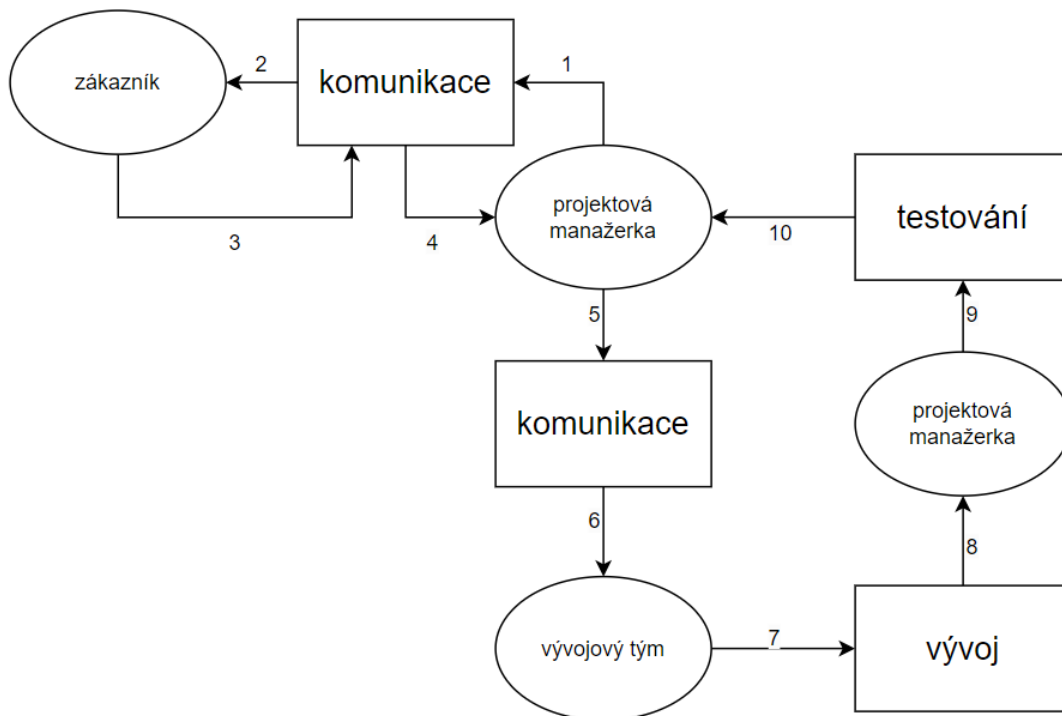 zákazník
2
komunikace
1
3
4
projektová
manažerka
10
testování
5
9
komunikace
projektová
manažerka
6
8
vývojový tým
7
vývoj